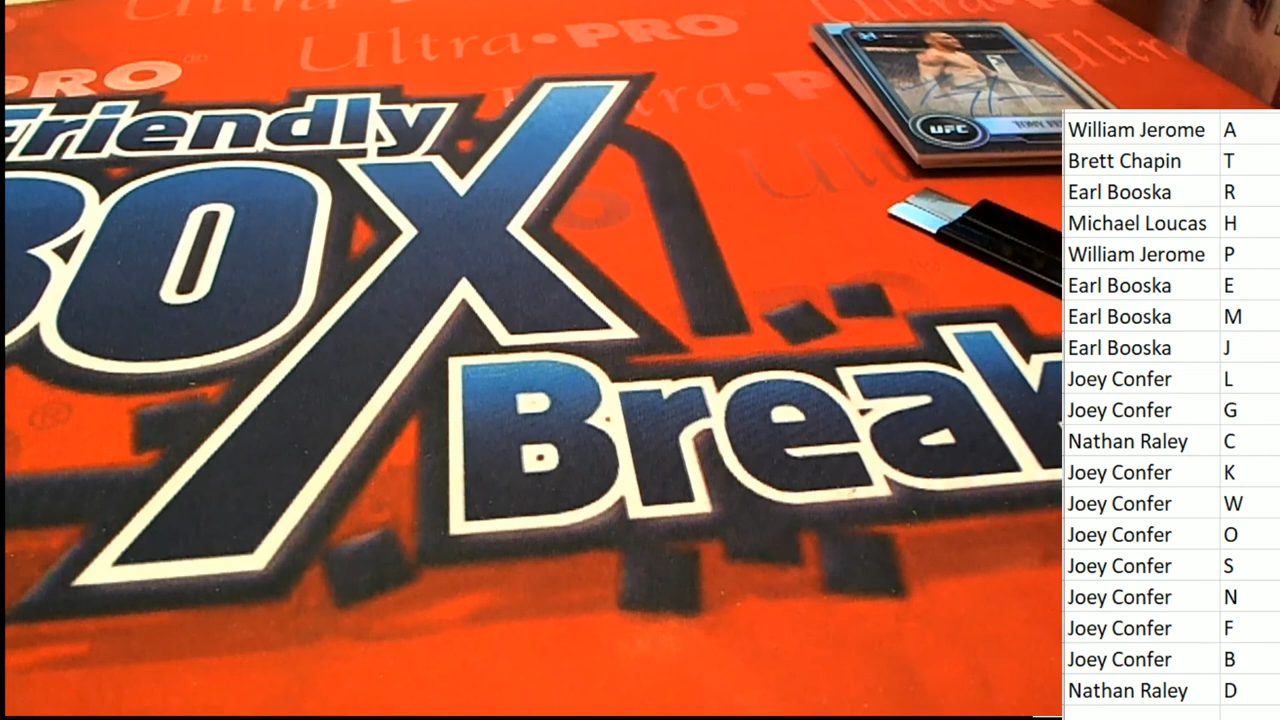 Ultra•PRO
PRO®
Friendly
BOX
Break
UFC
TONY
William Jerome A
Brett Chapin T
Earl Booska R
Michael Loucas H
William Jerome P
Earl Booska E
Earl Booska M
Earl Booska J
Joey Confer L
Joey Confer G
Nathan Raley C
Joey Confer K
Joey Confer W
Joey Confer O
Joey Confer S
Joey Confer N
Joey Confer F
Joey Confer B
Nathan Raley D